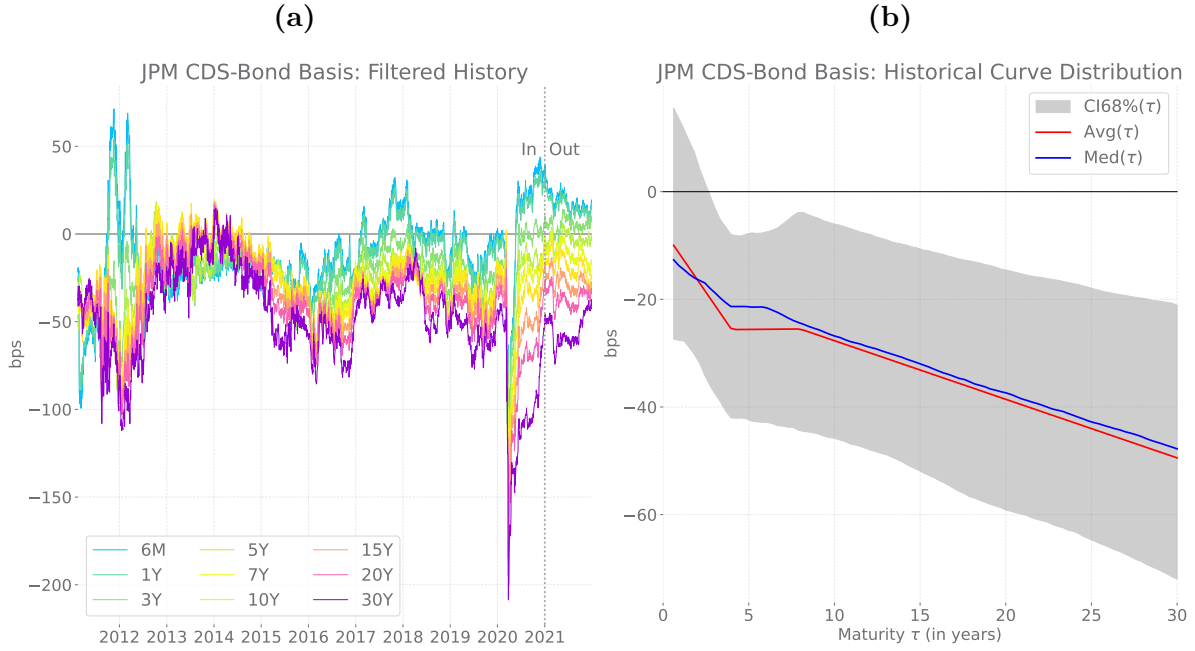 (a)
JPM CDS-Bond Basis: Filtered History
bps
50
0
−50
−100
−150
−200
In Out
6M 5Y 15Y
1Y 7Y 20Y
3Y 10Y 30Y
2012 2013 2014 2015 2016 2017 2018 2019 2020 2021
(b)
JPM CDS-Bond Basis: Historical Curve Distribution
bps
0
−20
−40
−60
CI68%(τ)
Avg(τ)
Med(τ)
0 5 10 15 20 25 30
Maturity τ (in years)